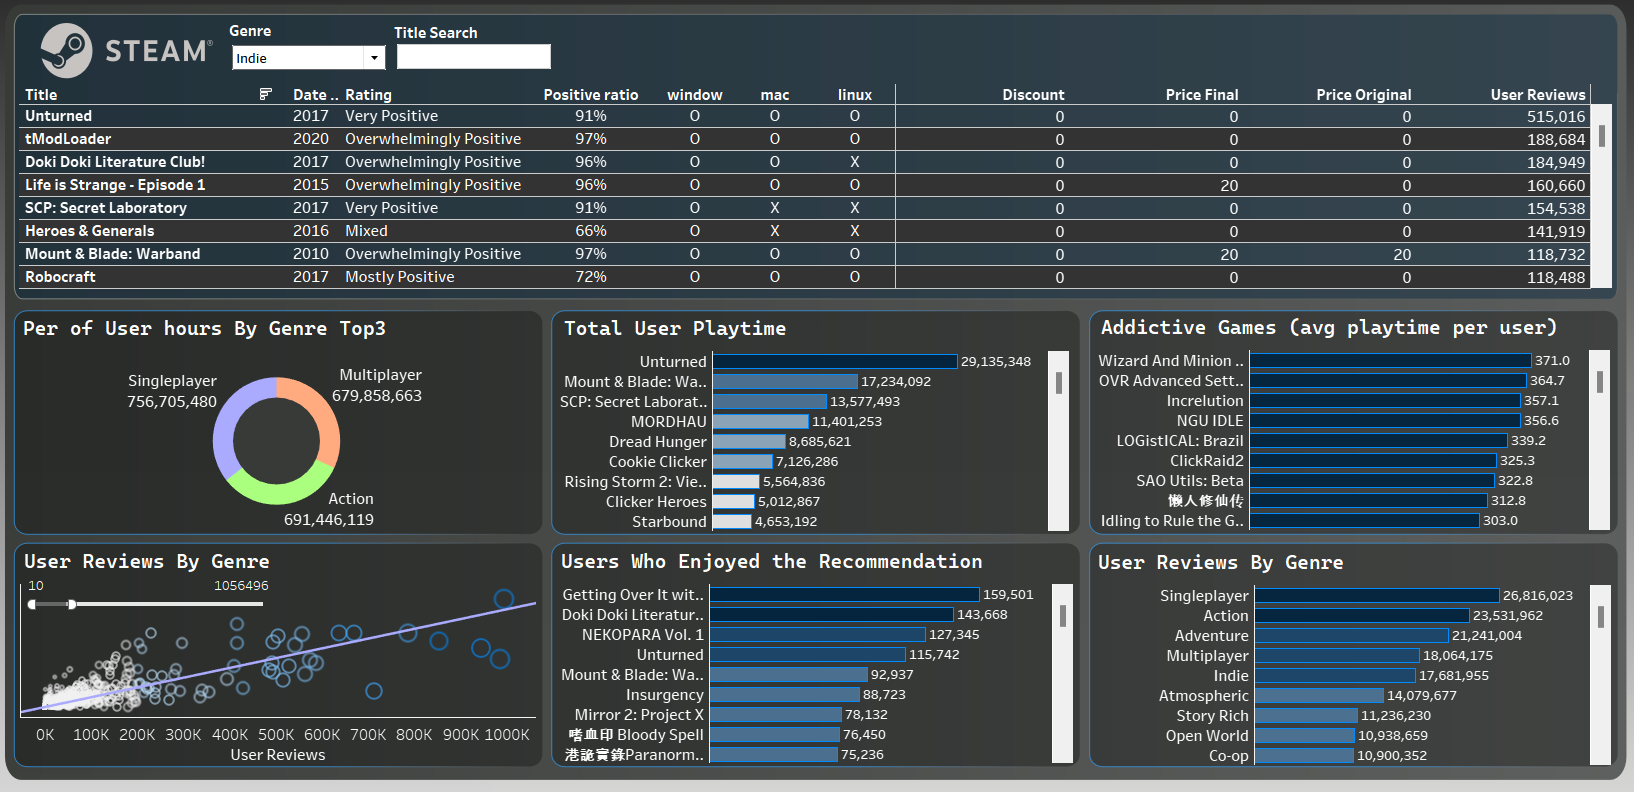 STEAM®
Genre
Title Search
Indie
Title Date .. Rating Positive ratio window mac linux Discount Price Final Price Original User Reviews
Unturned 2017 Very Positive 91% O O O 0 0 0 515,016
tModLoader 2020 Overwhelmingly Positive 97% O O O 0 0 0 188,684
Doki Doki Literature Club! 2017 Overwhelmingly Positive 96% O O X 0 0 0 184,949
Life is Strange - Episode 1 2015 Overwhelmingly Positive 96% O O O 0 20 0 160,660
SCP: Secret Laboratory 2017 Very Positive 91% O X X 0 0 0 154,538
Heroes & Generals 2016 Mixed 66% O X X 0 0 0 141,919
Mount & Blade: Warband 2010 Overwhelmingly Positive 97% O O O 0 20 20 118,732
Robocraft 2017 Mostly Positive 72% O O O 0 0 0 118,488
Per of User hours By Genre Top3
Singleplayer
756,705,480
Multiplayer
679,858,663
Action
691,446,119
Total User Playtime
Unturned 29,135,348
Mount & Blade: Wa.. 17,234,092
SCP: Secret Laborat.. 13,577,493
MORDHAU 11,401,253
Dread Hunger 8,685,621
Cookie Clicker 7,126,286
Rising Storm 2: Vie.. 5,564,836
Clicker Heroes 5,012,867
Starbound 4,653,192
Addictive Games (avg playtime per user)
Wizard And Minion .. 371.0
OVR Advanced Sett.. 364.7
Increlution 357.1
NGU IDLE 356.6
LOGistICAL: Brazil 339.2
ClickRaid2 325.3
SAO Utils: Beta 322.8
懒人修仙传 312.8
Idling to Rule the G.. 303.0
User Reviews By Genre
10 1056496
0K 100K 200K 300K 400K 500K 600K 700K 800K 900K 1000K
User Reviews
Users Who Enjoyed the Recommendation
Getting Over It wit.. 159,501
Doki Doki Literatur.. 143,668
NEKOPARA Vol. 1 127,345
Unturned 115,742
Mount & Blade: Wa.. 92,937
Insurgency 88,723
Mirror 2: Project X 78,132
嗜血印 Bloody Spell 76,450
港詭實錄Paranorm.. 75,236
User Reviews By Genre
Singleplayer 26,816,023
Action 23,531,962
Adventure 21,241,004
Multiplayer 18,064,175
Indie 17,681,955
Atmospheric 14,079,677
Story Rich 11,236,230
Open World 10,938,659
Co-op 10,900,352